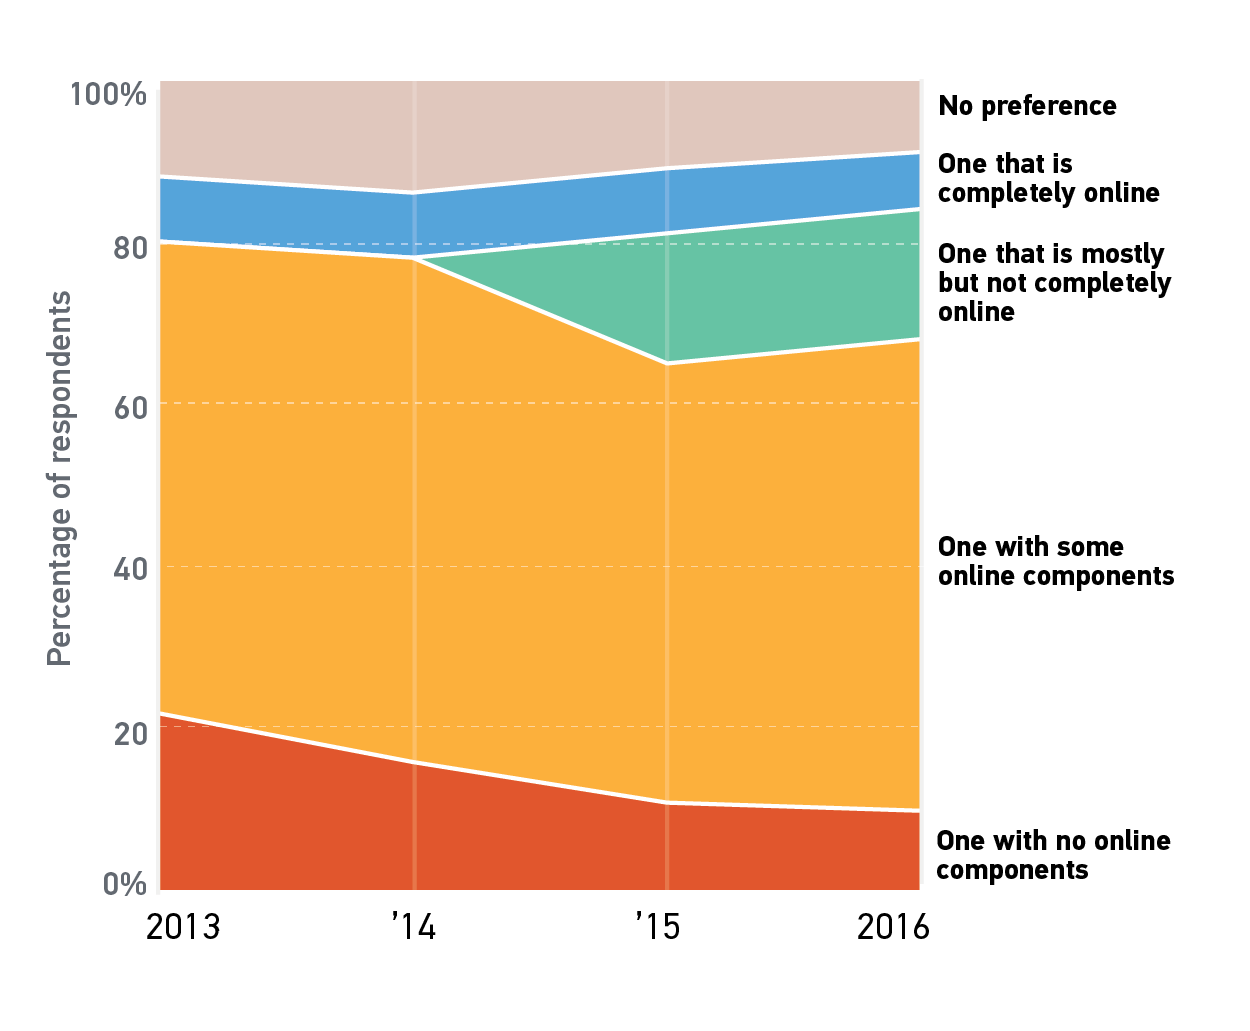 100%
80
60
40
20
0%
Percentage of respondents
No preference
One that is
completely online
One that is mostly
but not completely
online
One with some
online components
One with no online
components
2013
’14
’15
2016